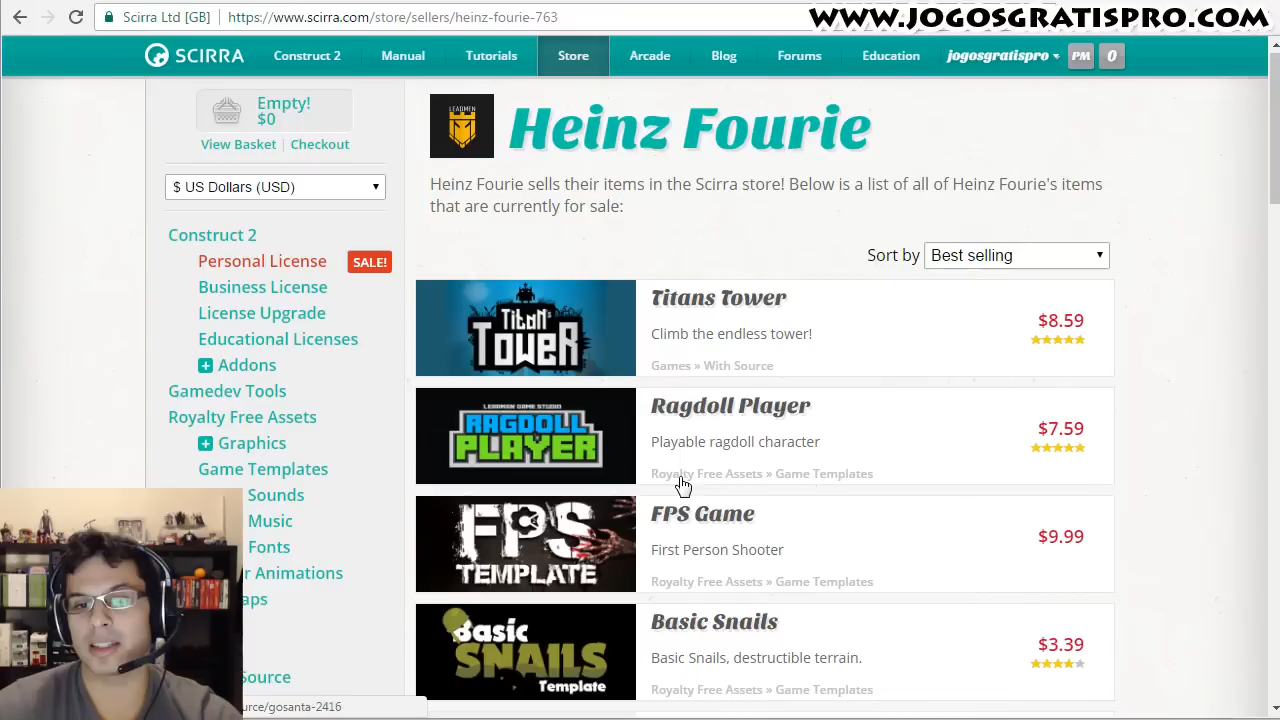 Scirra Ltd [GB]
https://www.scirra.com/store/sellers/heinz-fourie-763
WWW.JOGOSGRATISPRO.COM
SCIRRA
Construct 2
Manual
Tutorials
Store
Arcade
Blog
Forums
Education
jogosgratispro
PM
0
Empty!
$0
View Basket | Checkout
$ US Dollars (USD)
Construct 2
Personal License
SALE!
Business License
License Upgrade
Educational Licenses
Addons
Gamedev Tools
Royalty Free Assets
Graphics
Game Templates
Sounds
Music
Fonts
Animations
LEADMEN
Heinz Fourie
Heinz Fourie sells their items in the Scirra store! Below is a list of all of Heinz Fourie's items
that are currently for sale:
Sort by
Best selling
TITAN'S
TOWER
Titans Tower
Climb the endless tower!
Games » With Source
$8.59
LEADMAN GAME STUDIO
RAGDOLL
PLAYER
Ragdoll Player
Playable ragdoll character
Royalty Free Assets » Game Templates
$7.59
FPS
TEMPLATE
FPS Game
First Person Shooter
Royalty Free Assets » Game Templates
$9.99
Basic
SNAILS
Template
Basic Snails
Basic Snails, destructible terrain.
Royalty Free Assets » Game Templates
$3.39
ource/gosanta-2416